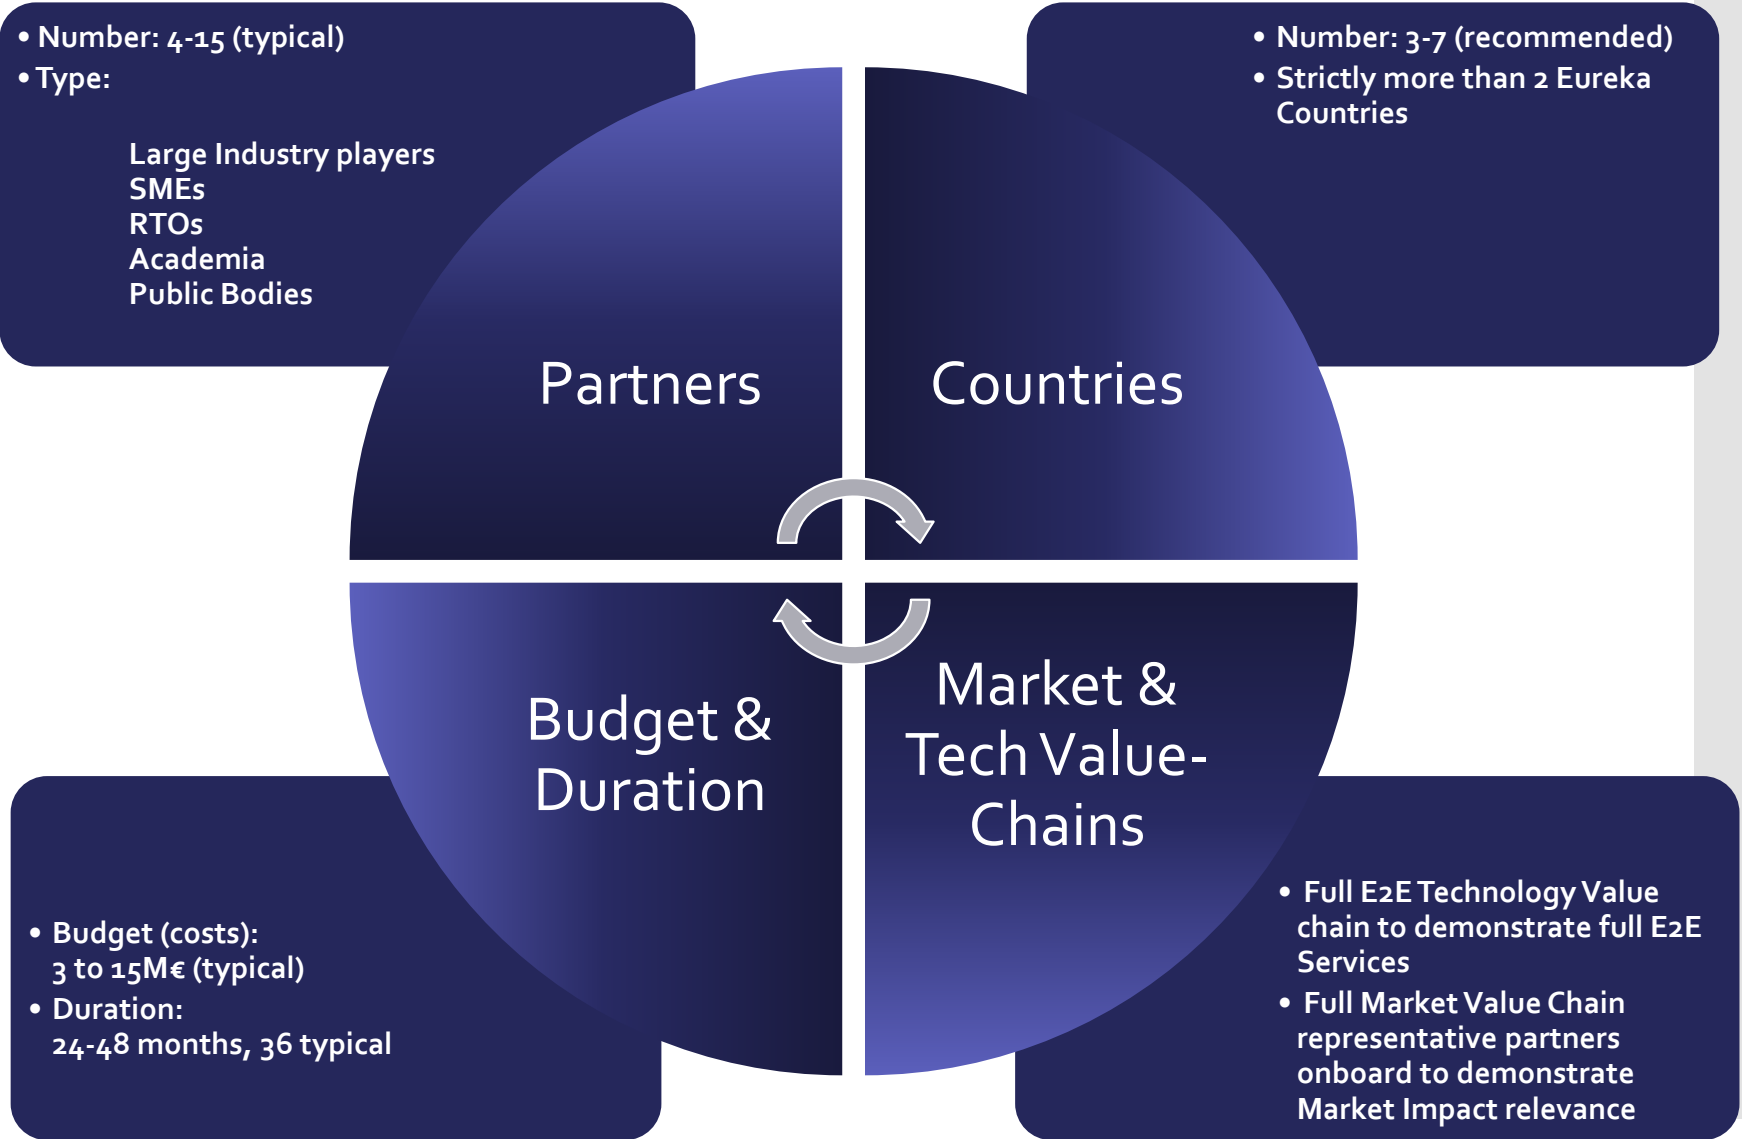 • Number: 4-15 (typical)
• Type:
Large Industry players
SMEs
RTOs
Academia
Public Bodies
Partners
• Number: 3-7 (recommended)
• Strictly more than 2 Eureka
Countries
Countries
Budget &
Duration
• Budget (costs):
3 to 15M€ (typical)
• Duration:
24-48 months, 36 typical
Market &
Tech Value-
Chains
• Full E2E Technology Value
chain to demonstrate full E2E
Services
• Full Market Value Chain
representative partners
onboard to demonstrate
Market Impact relevance